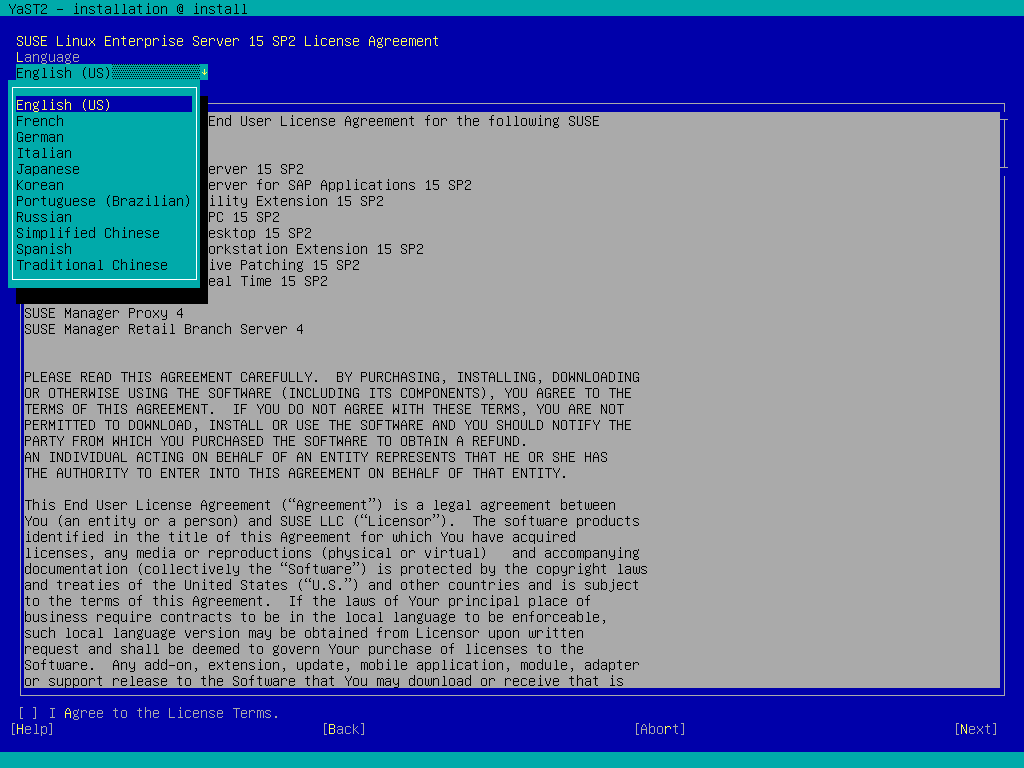 YaST2 - installation @ install
SUSE Linux Enterprise Server 15 SP2 License Agreement
Language
English (US)
English (US)
French
End User License Agreement for the following SUSE
German
Italian
Japanese
erver 15 SP2
Korean
erver for SAP Applications 15 SP2
Portuguese (Brazilian)
ility Extension 15 SP2
Russian
PC 15 SP2
Simplified Chinese
esktop 15 SP2
Spanish
orkstation Extension 15 SP2
Traditional Chinese
ive Patching 15 SP2
eal Time 15 SP2
SUSE Manager Proxy 4
SUSE Manager Retail Branch Server 4
PLEASE READ THIS AGREEMENT CAREFULLY.  BY PURCHASING, INSTALLING, DOWNLOADING
OR OTHERWISE USING THE SOFTWARE (INCLUDING ITS COMPONENTS), YOU AGREE TO THE
TERMS OF THIS AGREEMENT.  IF YOU DO NOT AGREE WITH THESE TERMS, YOU ARE NOT
PERMITTED TO DOWNLOAD, INSTALL OR USE THE SOFTWARE AND YOU SHOULD NOTIFY THE
PARTY FROM WHICH YOU PURCHASED THE SOFTWARE TO OBTAIN A REFUND.
AN INDIVIDUAL ACTING ON BEHALF OF AN ENTITY REPRESENTS THAT HE OR SHE HAS
THE AUTHORITY TO ENTER INTO THIS AGREEMENT ON BEHALF OF THAT ENTITY.
This End User License Agreement (“Agreement”) is a legal agreement between
You (an entity or a person) and SUSE LLC (“Licensor”).  The software products
identified in the title of this Agreement for which You have acquired
licenses, any media or reproductions (physical or virtual)   and accompanying
documentation (collectively the “Software”) is protected by the copyright laws
and treaties of the United States (“U.S.”) and other countries and is subject
to the terms of this Agreement.  If the laws of Your principal place of
business require contracts to be in the local language to be enforceable,
such local language version may be obtained from Licensor upon written
request and shall be deemed to govern Your purchase of licenses to the
Software.  Any add-on, extension, update, mobile application, module, adapter
or support release to the Software that You may download or receive that is
[ ] I Agree to the License Terms.
[Help] [Back] [Abort] [Next]